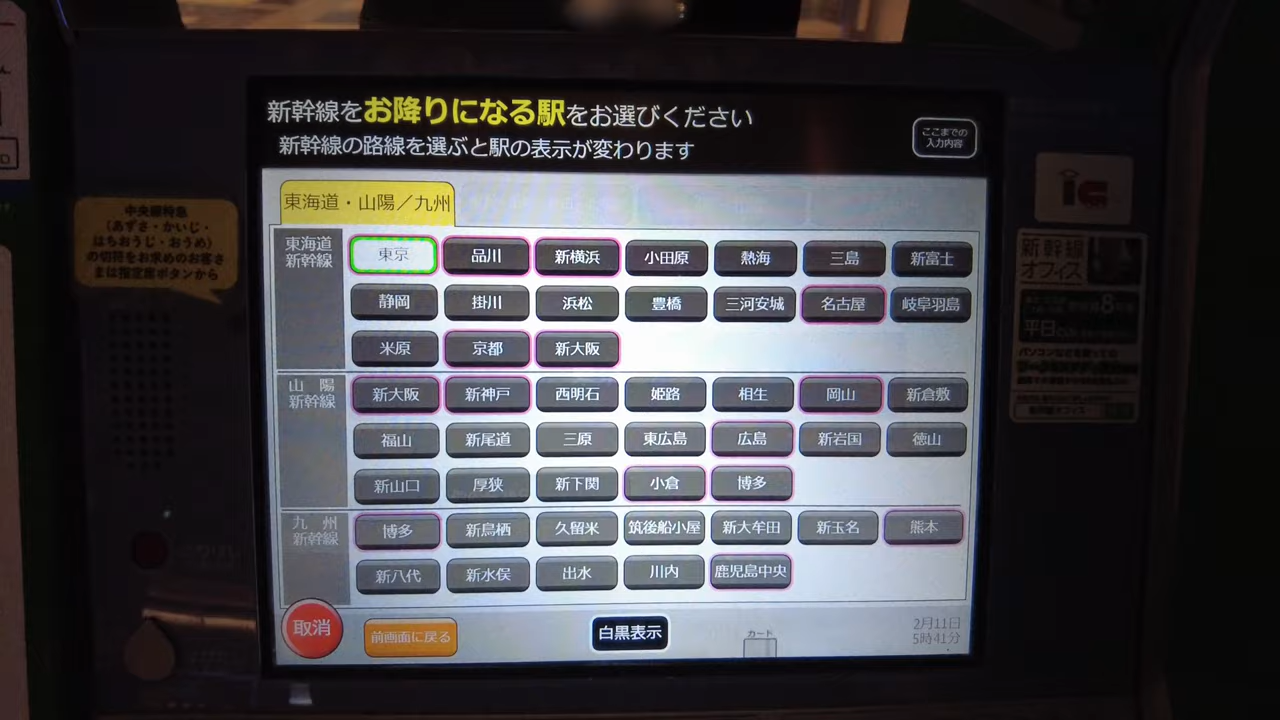 新幹線をお降りになる駅をお選びください
新幹線の路線を選ぶと駅の表示が変わります
ここまでの
入力内容
東海道・山陽／九州
東海道
新幹線
東京 品川 新横浜 小田原 熱海 三島 新富士
静岡 掛川 浜松 豊橋 三河安城 名古屋 岐阜羽島
米原 京都 新大阪
山陽
新幹線
新大阪 新神戸 西明石 姫路 相生 岡山 新倉敷
福山 新尾道 三原 東広島 広島 新岩国 徳山
新山口 厚狭 新下関 小倉 博多
九州
新幹線
博多 新鳥栖 久留米 筑後船小屋 新大牟田 新玉名 熊本
新八代 新水俣 出水 川内 鹿児島中央
取消
前画面に戻る
白黒表示
カード
2月11日
5時41分
中央線特急
（あずさ・かいじ・
はちおうじ・おうめ）
の切符をお求めのお客さ
まは指定席ボタンから
IC
新幹線
オフィス
平日